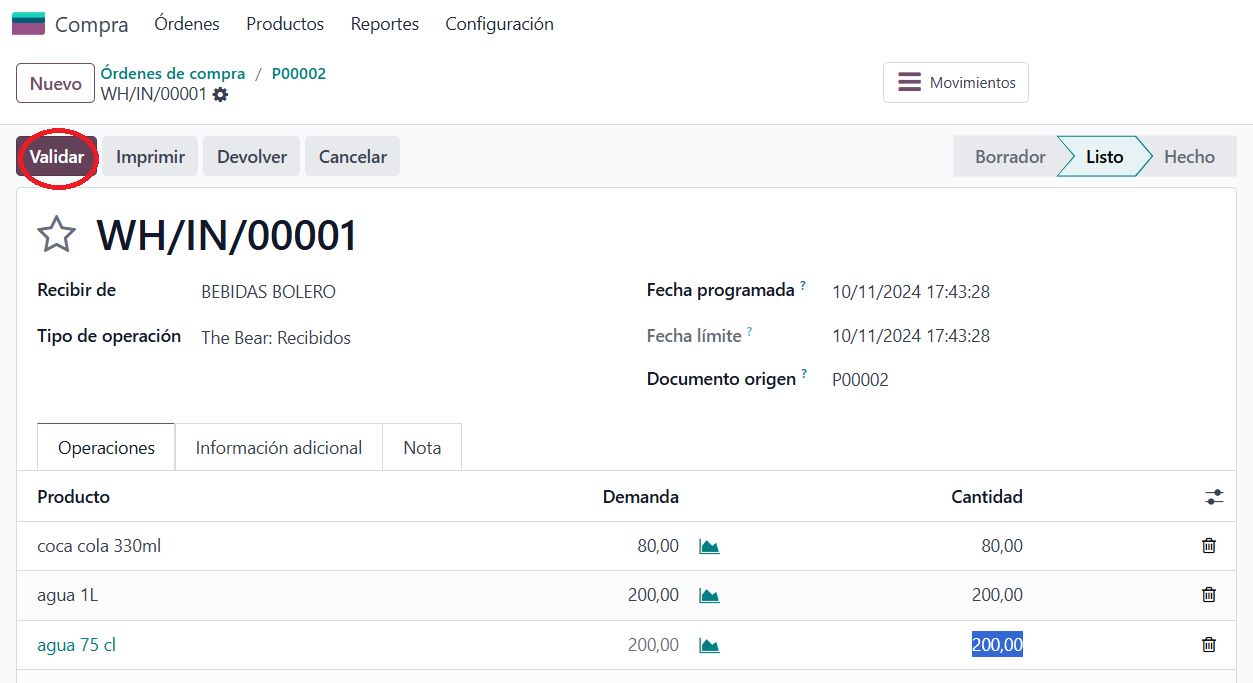 Compra Órdenes Productos Reportes Configuración
Nuevo Órdenes de compra / P00002
WH/IN/00001
Movimientos
Validar Imprimir Devolver Cancelar Borrador Listo Hecho
WH/IN/00001
Recibir de BEBIDAS BOLERO Fecha programada ? 10/11/2024 17:43:28
Tipo de operación The Bear: Recibidos Fecha límite ? 10/11/2024 17:43:28
Documento origen ? P00002
Operaciones Información adicional Nota
Producto Demanda Cantidad
coca cola 330ml 80,00 80,00
agua 1L 200,00 200,00
agua 75 cl 200,00 200,00